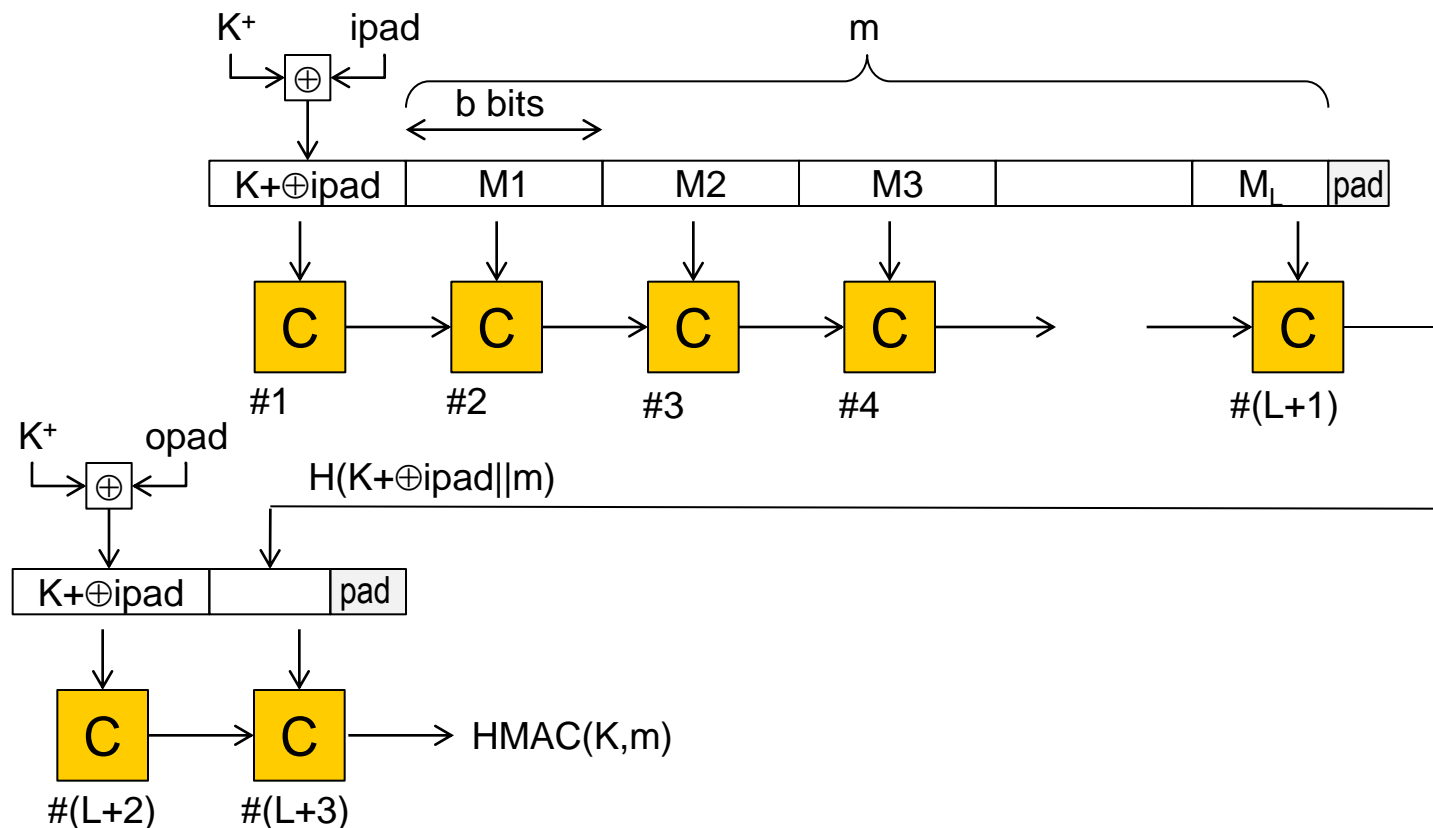 K⁺ ipad m
⊕
b bits
K+⊕ipad M1 M2 M3 M_L pad
C C C C C
#1 #2 #3 #4 #(L+1)
K⁺ opad
⊕
H(K+⊕ipad||m)
K+⊕ipad pad
C C HMAC(K,m)
#(L+2) #(L+3)